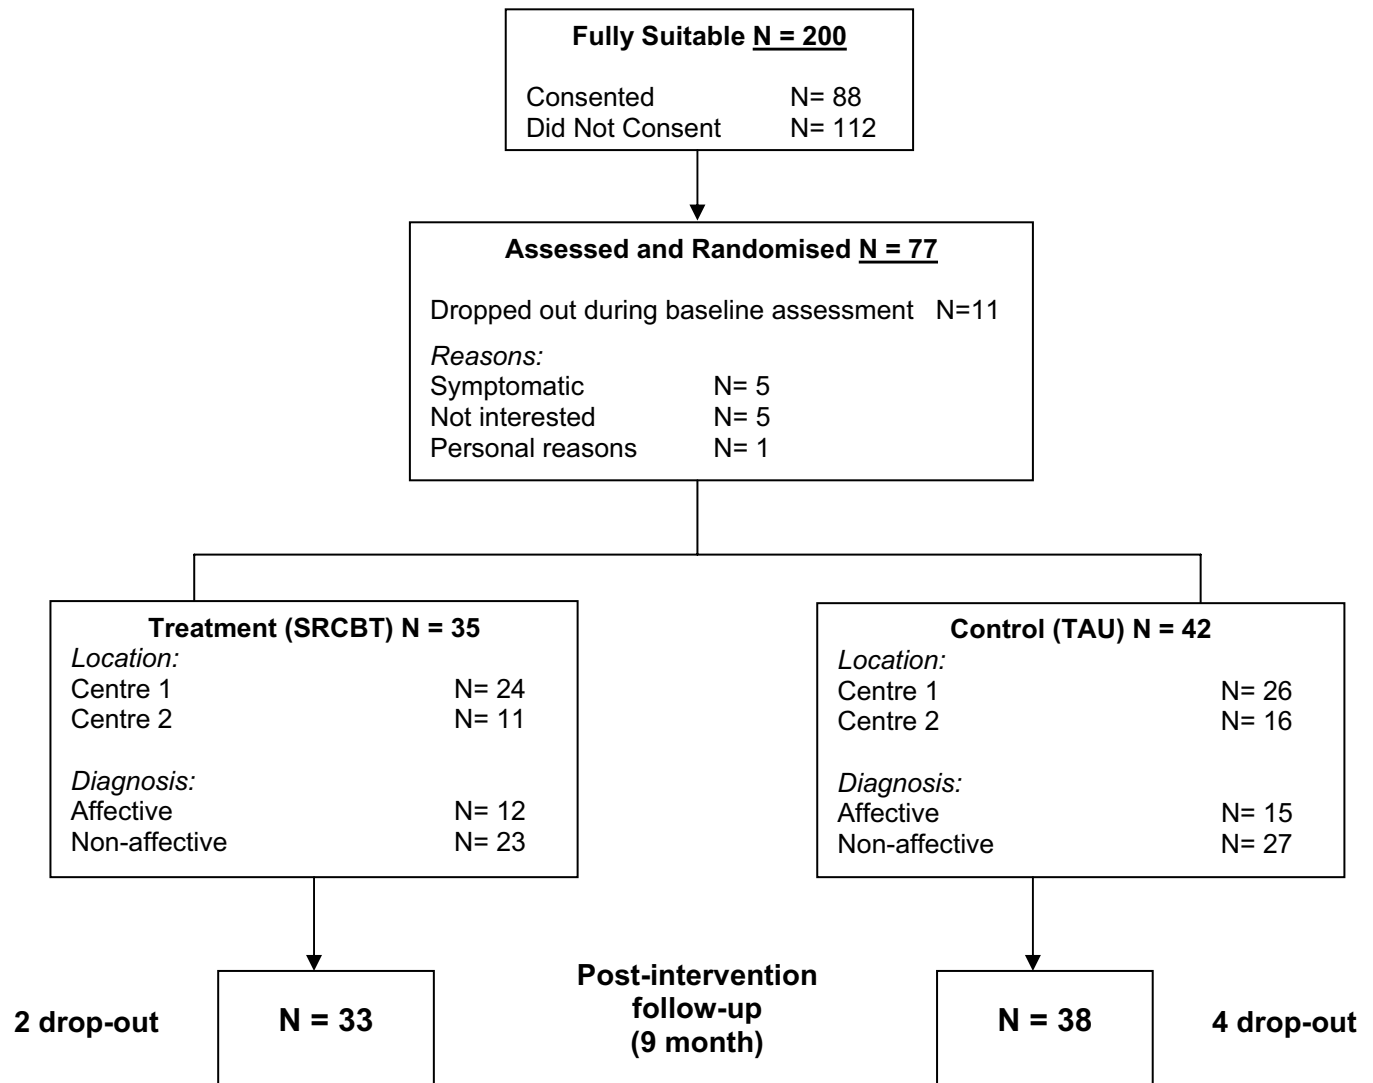 Fully Suitable N = 200
Consented N= 88
Did Not Consent N= 112
Assessed and Randomised N = 77
Dropped out during baseline assessment N=11
Reasons:
Symptomatic N= 5
Not interested N= 5
Personal reasons N= 1
Treatment (SRCBT) N = 35
Location:
Centre 1 N= 24
Centre 2 N= 11
Diagnosis:
Affective N= 12
Non-affective N= 23
Control (TAU) N = 42
Location:
Centre 1 N= 26
Centre 2 N= 16
Diagnosis:
Affective N= 15
Non-affective N= 27
2 drop-out
N = 33
Post-intervention
follow-up
(9 month)
N = 38
4 drop-out